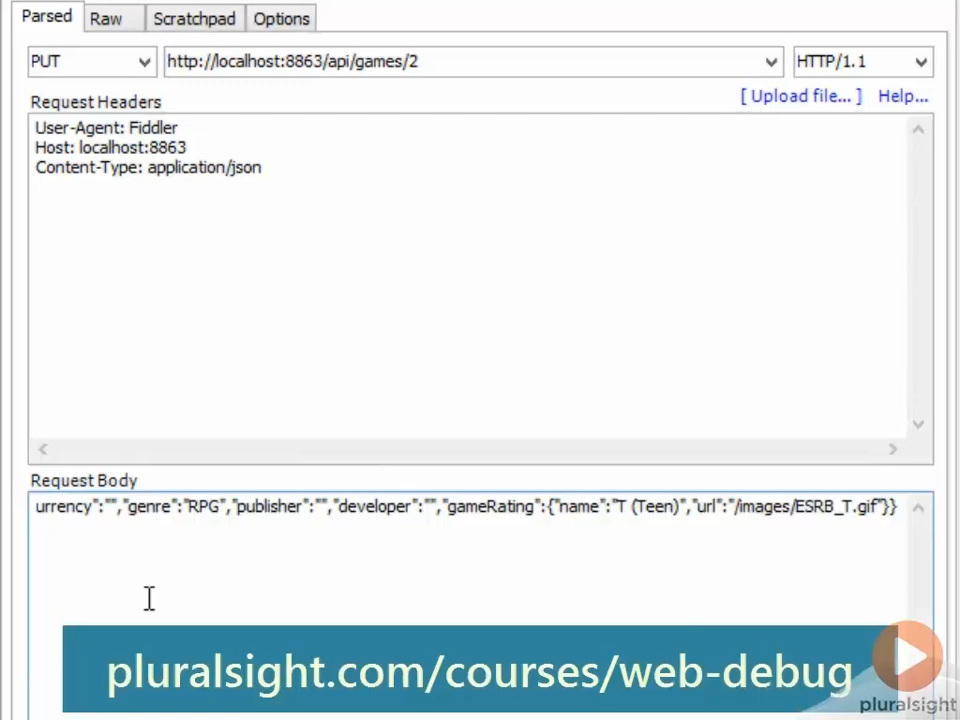 Parsed Raw Scratchpad Options
PUT http://localhost:8863/api/games/2 HTTP/1.1
Request Headers [ Upload file... ] Help...
User-Agent: Fiddler
Host: localhost:8863
Content-Type: application/json
Request Body
urrency":"","genre":"RPG","publisher":"","developer":"","gameRating":{"name":"T (Teen)","url":"/images/ESRB_T.gif"}}
pluralsight.com/courses/web-debug
pluralsight